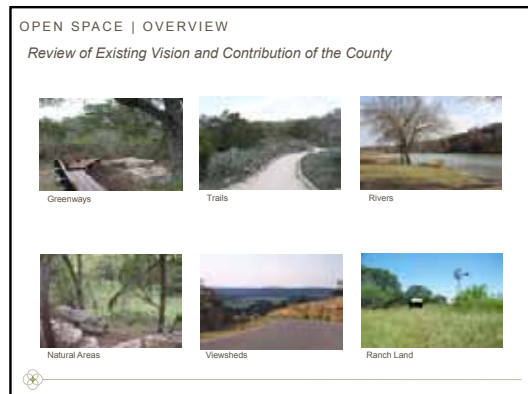 OPEN SPACE | OVERVIEW
Review of Existing Vision and Contribution of the County
Greenways
Trails
Rivers
Natural Areas
Viewsheds
Ranch Land